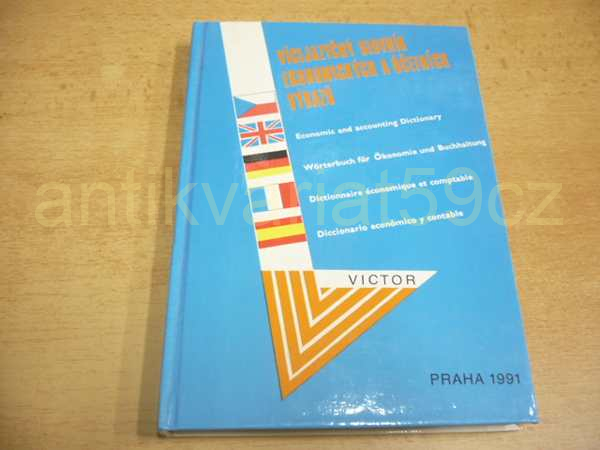 VÍCEJAZYČNÝ SLOVNÍK
EKONOMICKÝCH A ÚČETNÍCH
VÝRAZŮ
Economic and accounting Dictionary
Wörterbuch für Ökonomie und Buchhaltung
Dictionnaire économique et comptable
Diccionario económico y contable
antikvariat59cz
VICTOR
PRAHA 1991